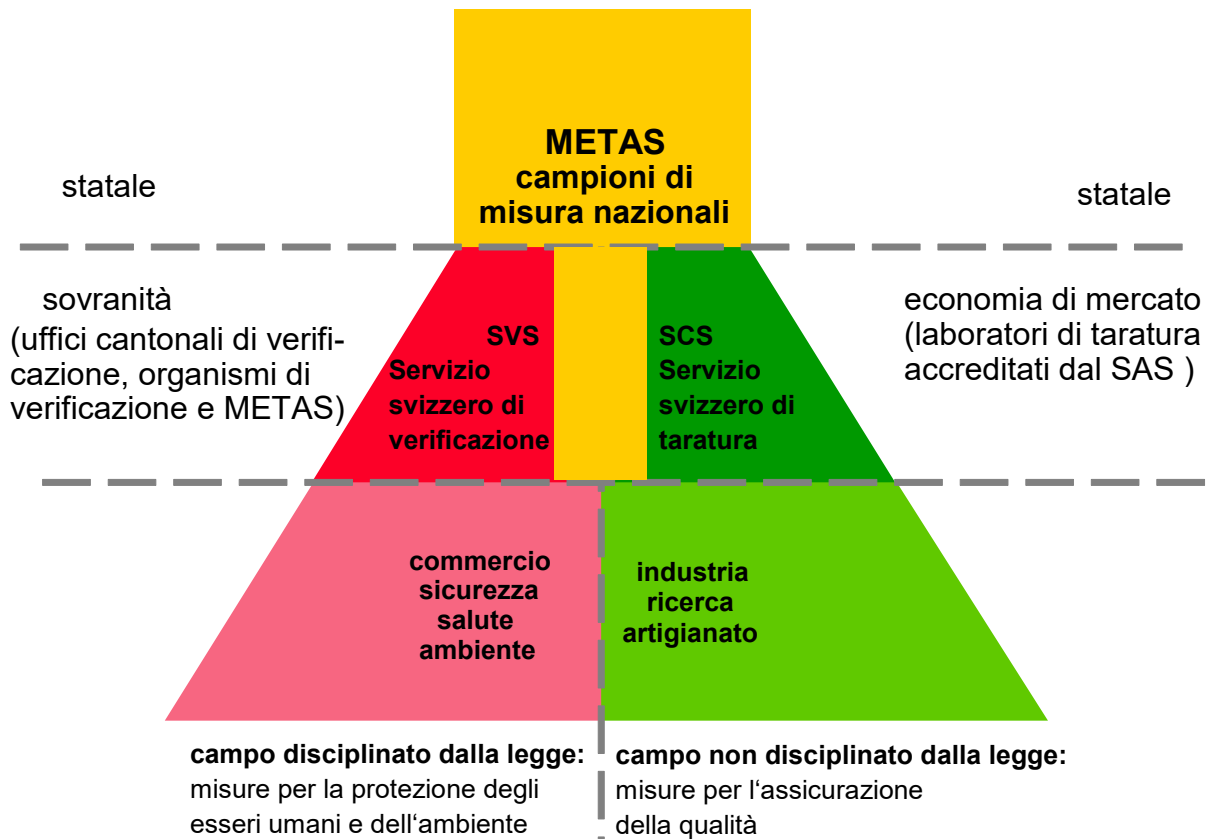 METAS
campioni di
misura nazionali
statale
statale
sovranità
(uffici cantonali di verifi-
cazione, organismi di
verificazione e METAS)
SVS
Servizio
svizzero di
verificazione
SCS
Servizio
svizzero di
taratura
economia di mercato
(laboratori di taratura
accreditati dal SAS )
commercio
sicurezza
salute
ambiente
industria
ricerca
artigianato
campo disciplinato dalla legge:
misure per la protezione degli
esseri umani e dell‘ambiente
campo non disciplinato dalla legge:
misure per l‘assicurazione
della qualità